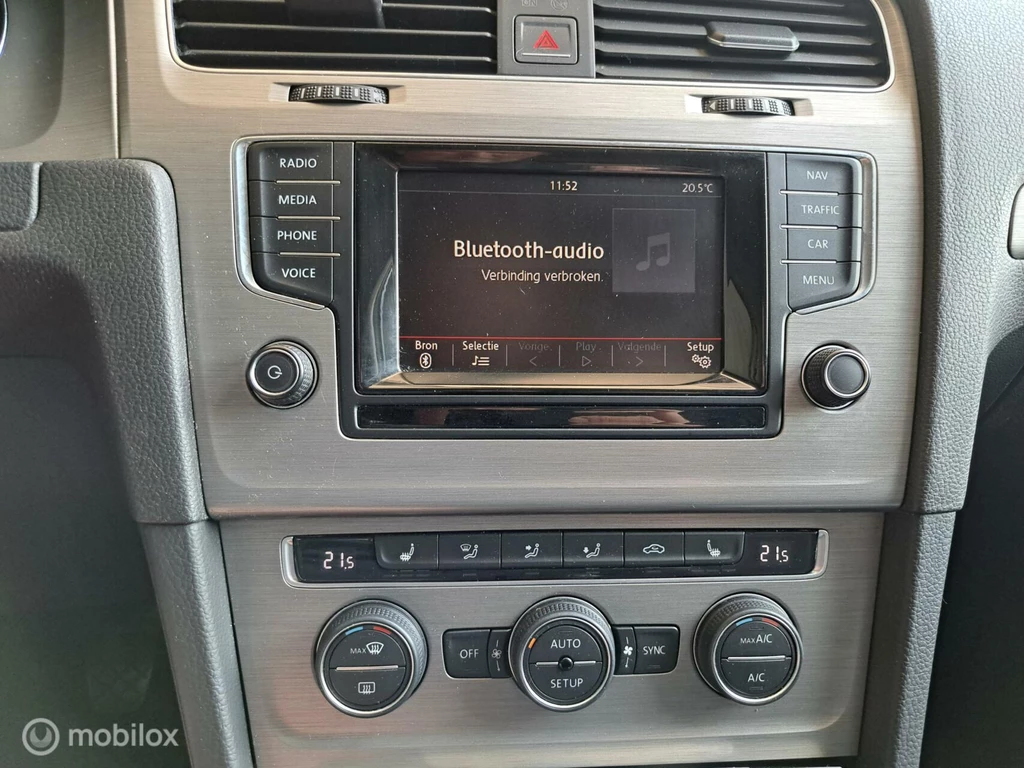 RADIO
MEDIA
PHONE
VOICE
11:52
20.5°C
Bluetooth-audio
Verbinding verbroken.
Bron
Selectie
Vorige.
Play.
Volgende
Setup
NAV
TRAFFIC
CAR
MENU
21.5
21.5
MAX
OFF
AUTO
SETUP
SYNC
MAX A/C
A/C
mobilox